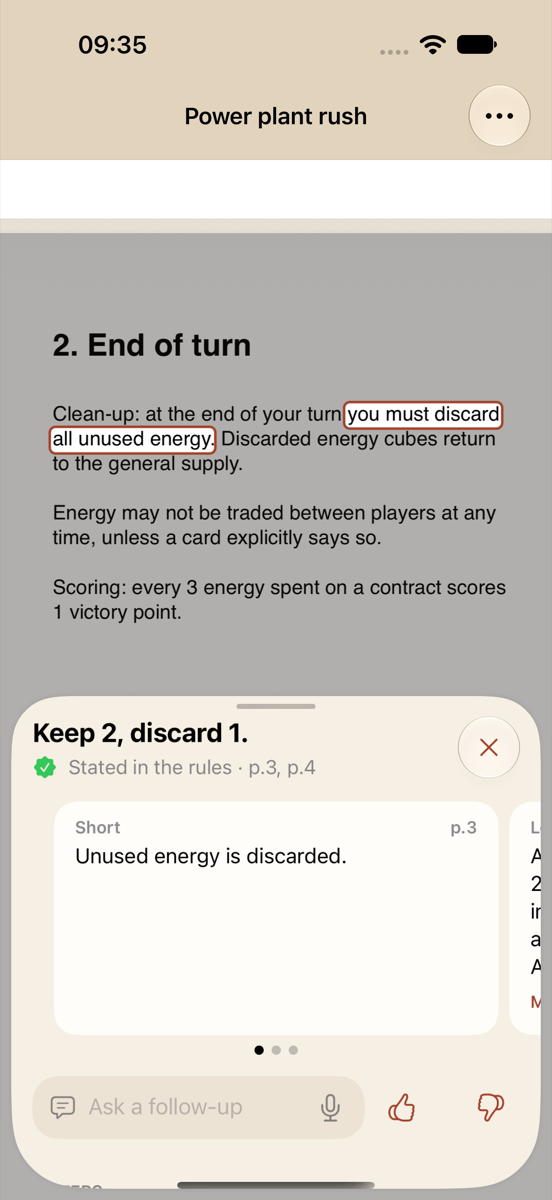 09:35
Power plant rush
2. End of turn
Clean-up: at the end of your turn you must discard
all unused energy. Discarded energy cubes return
to the general supply.
Energy may not be traded between players at any
time, unless a card explicitly says so.
Scoring: every 3 energy spent on a contract scores
1 victory point.
Keep 2, discard 1.
Stated in the rules · p.3, p.4
Short p.3
Unused energy is discarded.
Ask a follow-up